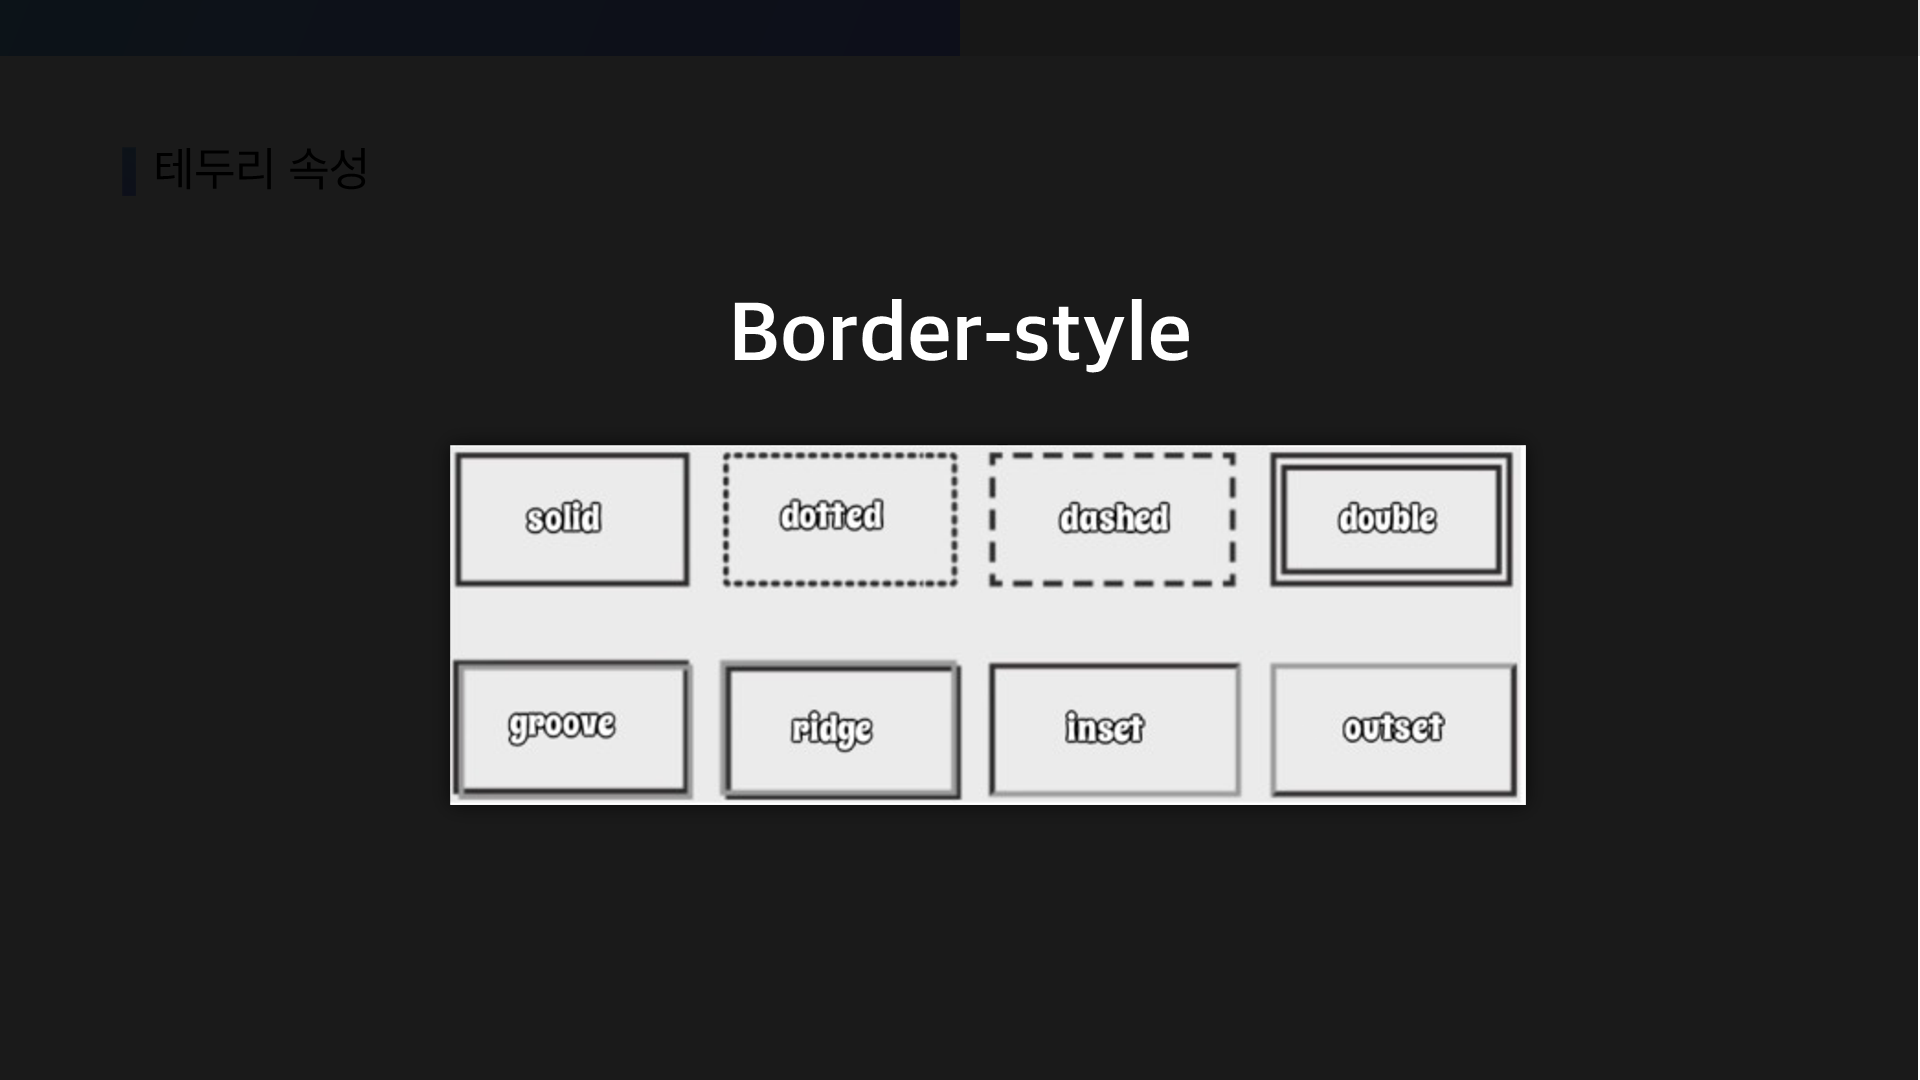 테두리 속성
Border-style
solid dotted dashed double
groove ridge inset outset